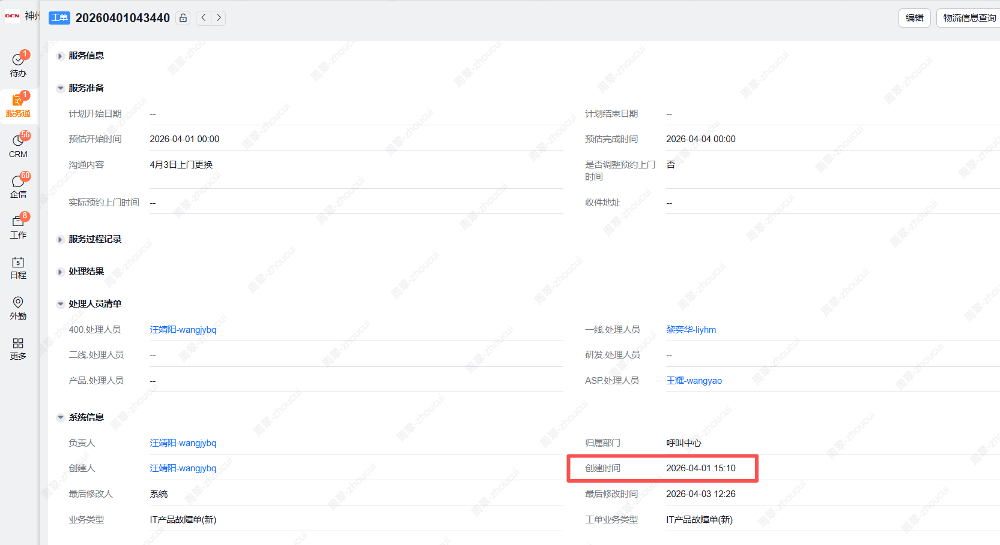 DCN 神州
工单 20260401043440
编辑
物流信息查询
1
待办
1
服务通
56
CRM
60
企信
8
工作
5
日程
外勤
更多
服务信息
服务准备
计划开始日期 --
计划结束日期 --
预估开始时间 2026-04-01 00:00
预估完成时间 2026-04-04 00:00
沟通内容 4月3日上门更换
是否调整预约上门时间 否
实际预约上门时间 --
收件地址 --
服务过程记录
处理结果
处理人员清单
400.处理人员 汪靖阳-wangjybq
一线.处理人员 黎奕华-liyhm
二线.处理人员 --
研发.处理人员 --
产品.处理人员 --
ASP.处理人员 王耀-wangyao
系统信息
负责人 汪靖阳-wangjybq
归属部门 呼叫中心
创建人 汪靖阳-wangjybq
创建时间 2026-04-01 15:10
最后修改人 系统
最后修改时间 2026-04-03 12:26
业务类型 IT产品故障单(新)
工单业务类型 IT产品故障单(新)
周翠-zhoucui